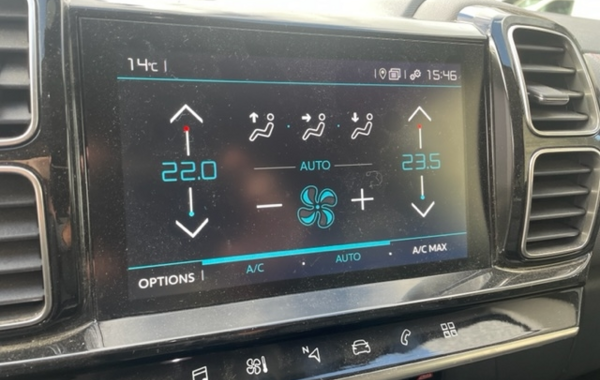 14°C
15:46
22.0
AUTO
23.5
OPTIONS
A/C
AUTO
A/C MAX
N